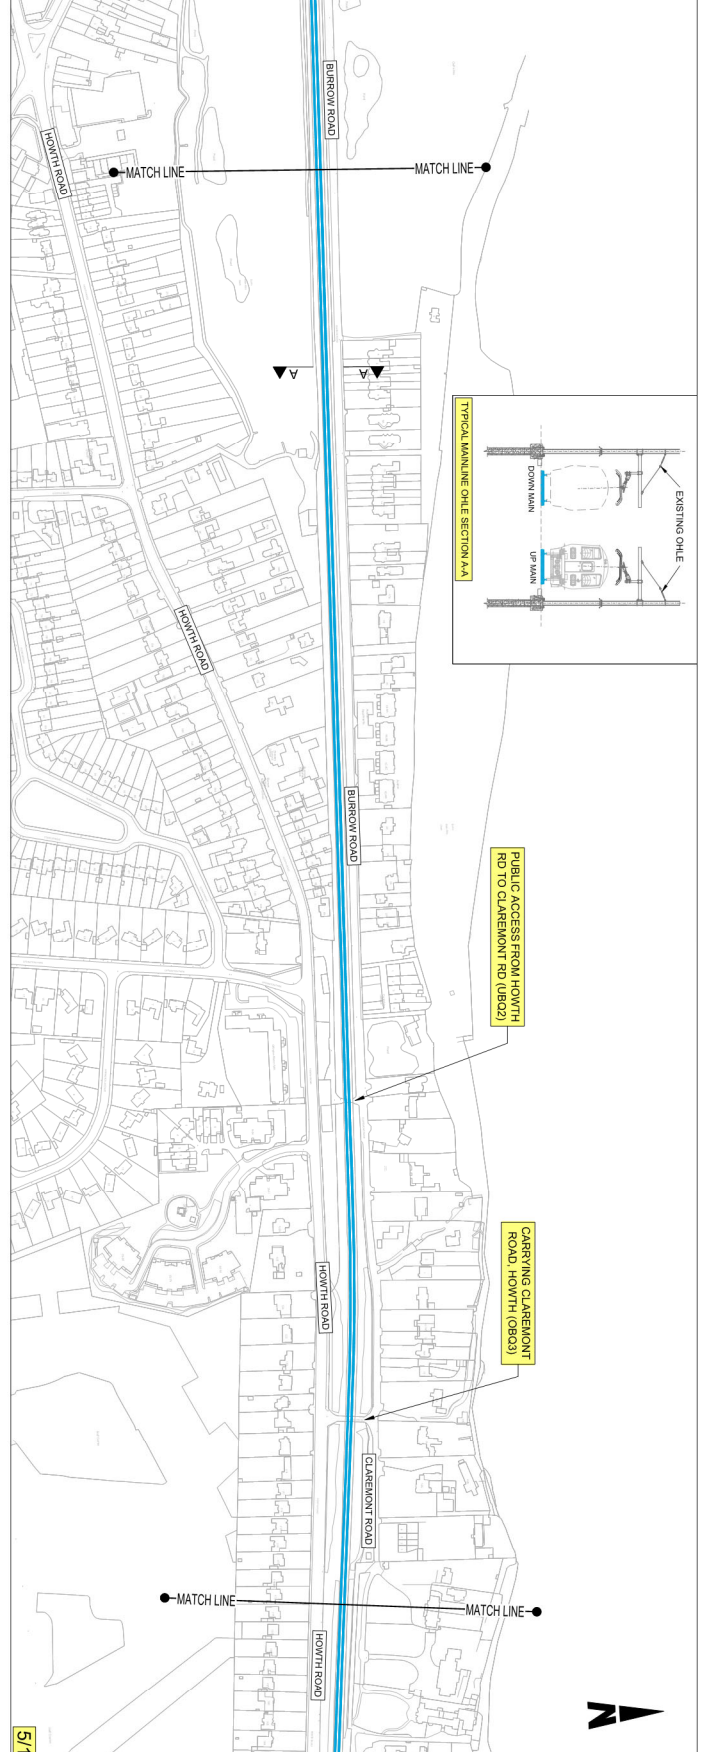 BURROW ROAD
HOWTH ROAD
MATCH LINE
MATCH LINE
A
A
EXISTING OHLE
DOWN MAIN
UP MAIN
TYPICAL MAINLINE OHLE SECTION A-A
HOWTH ROAD
BURROW ROAD
PUBLIC ACCESS FROM HOWTH
RD TO CLAREMONT RD (UBQ2)
CARRYING CLAREMONT
ROAD, HOWTH (OBQ3)
HOWTH ROAD
CLAREMONT ROAD
MATCH LINE
MATCH LINE
HOWTH ROAD
N